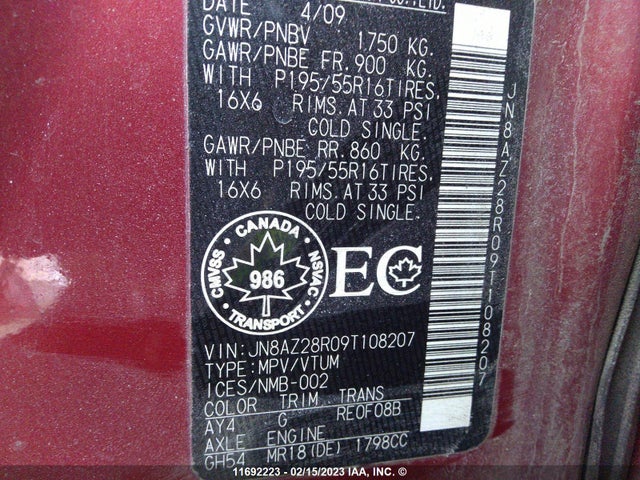 DATE 4/09
GVWR/PNBV 1750 KG.
GAWR/PNBE FR. 900 KG.
WITH P195/55R16TIRES,
16X6 RIMS. AT 33 PSI
COLD SINGLE.
GAWR/PNBE RR. 860 KG.
WITH P195/55R16TIRES,
16X6 RIMS. AT 33 PSI
COLD SINGLE.
CANADA
CMVSS NSVAC
986
TRANSPORT
EC
VIN:JN8AZ28R09T108207
TYPE:MPV/VTUM
ICES/NMB-002
COLOR TRIM TRANS
AY4 G RE0F08B
AXLE ENGINE
GH54 MR18(DE) 1798CC
JN8AZ28R09T108207
11692223 - 02/15/2023 IAA, Inc. ©